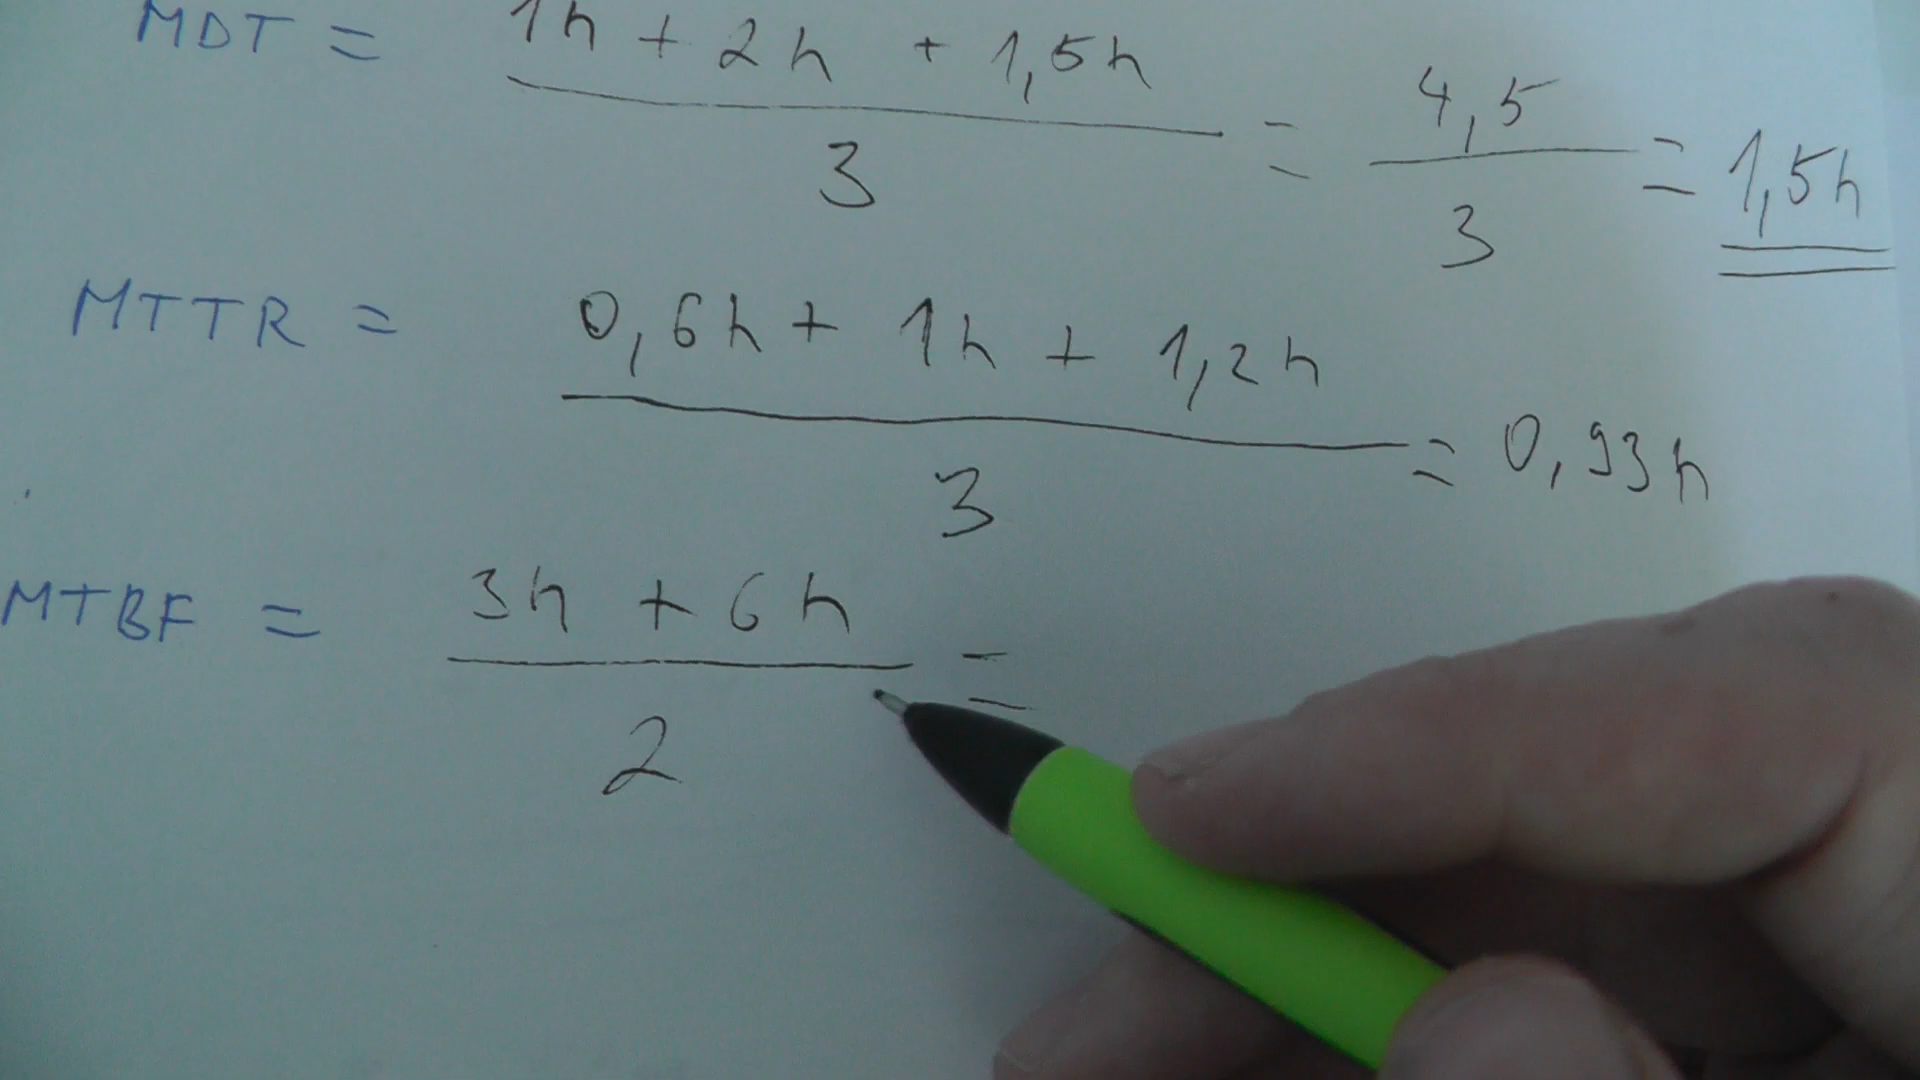 MDT = 1h + 2h + 1,5h / 3 = 4,5 / 3 = 1,5h
MTTR = 0,6h + 1h + 1,2h / 3 = 0,93h
MTBF = 3h + 6h / 2 =